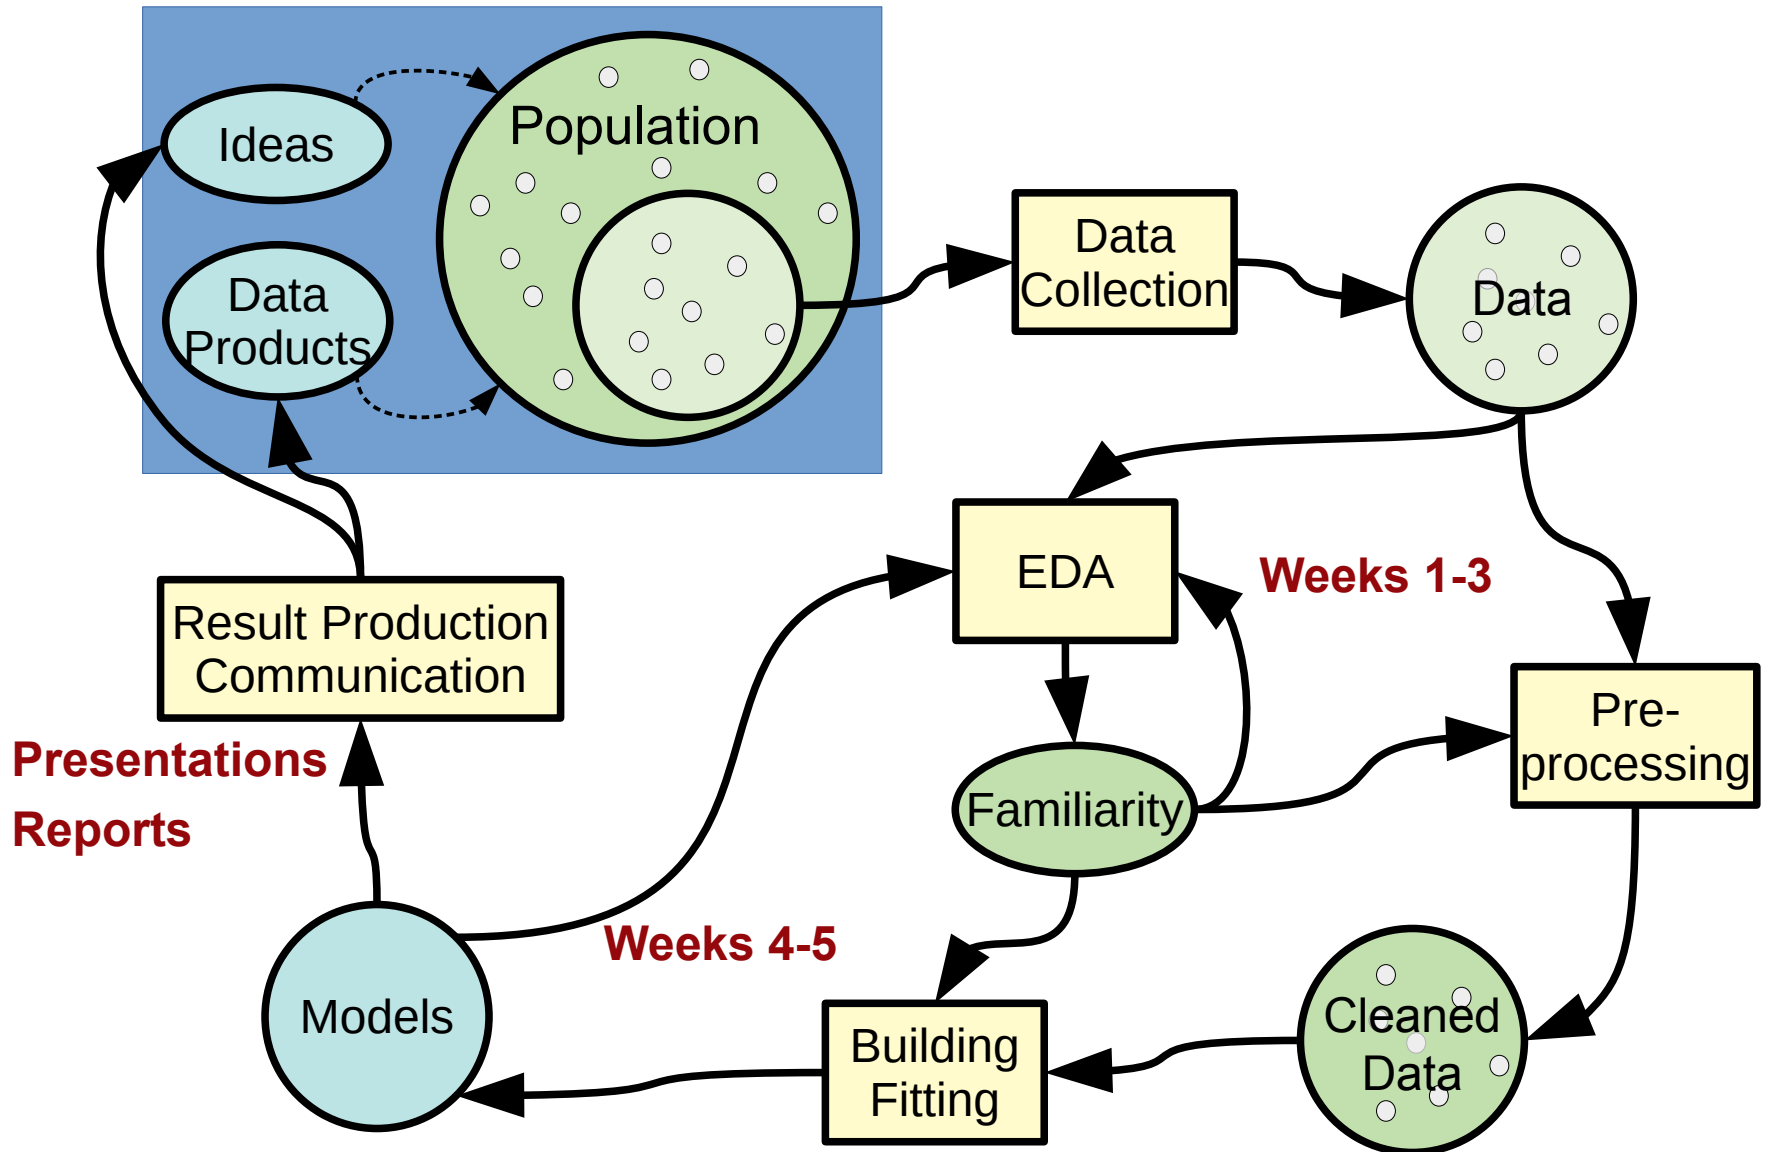 Ideas
Population
Data
Products
Data
Collection
Data
EDA
Weeks 1-3
Result Production
Communication
Pre-
processing
Presentations
Reports
Familiarity
Weeks 4-5
Models
Building
Fitting
Cleaned
Data